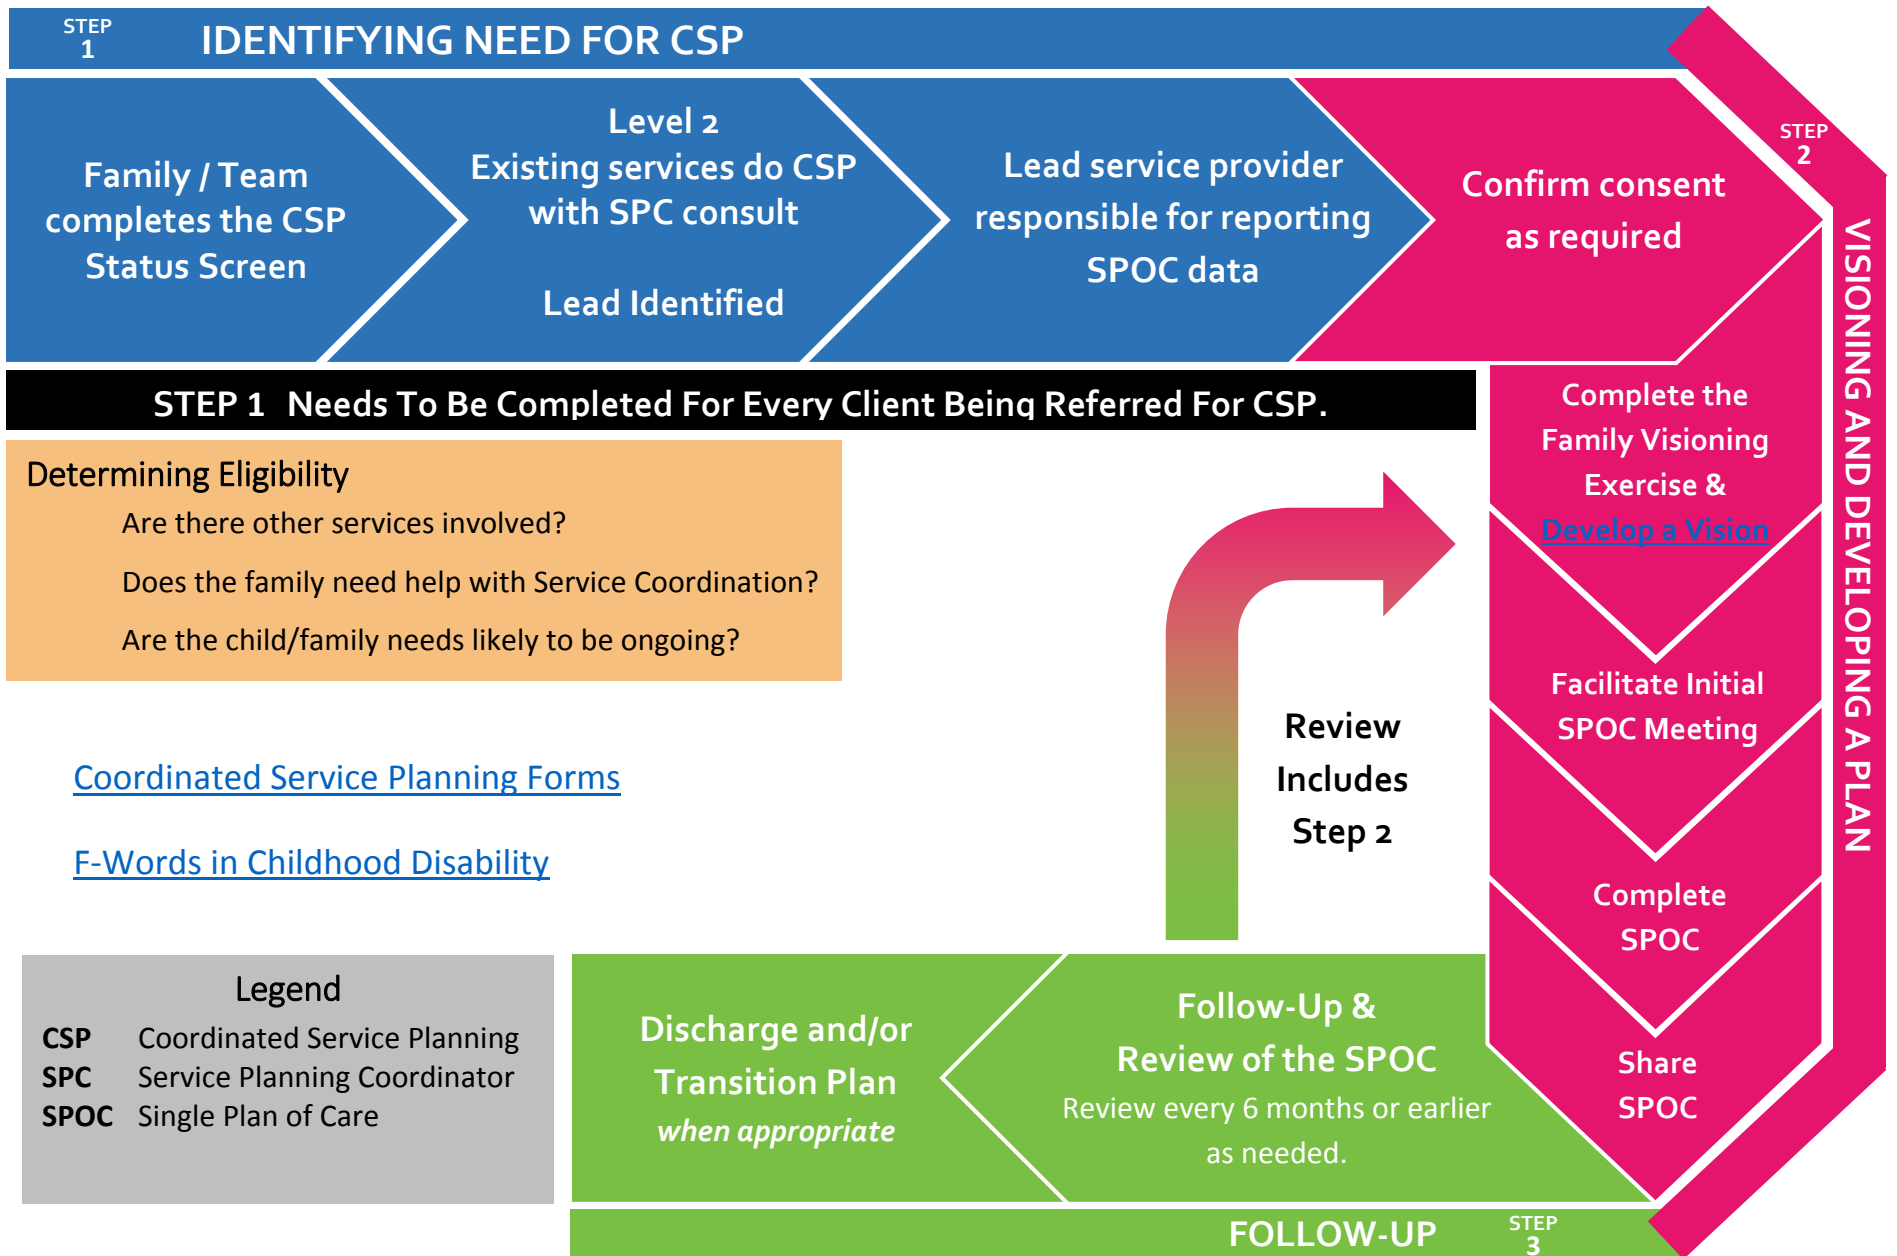 STEP
1
IDENTIFYING NEED FOR CSP
Family / Team
completes the CSP
Status Screen
Level 2
Existing services do CSP
with SPC consult
Lead Identified
Lead service provider
responsible for reporting
SPOC data
Confirm consent
as required
STEP
2
VISIONING AND DEVELOPING A PLAN
STEP 1 Needs To Be Completed For Every Client Being Referred For CSP.
Determining Eligibility
Are there other services involved?
Does the family need help with Service Coordination?
Are the child/family needs likely to be ongoing?
Complete the
Family Visioning
Exercise &
Develop a Vision
Facilitate Initial
SPOC Meeting
Complete
SPOC
Share
SPOC
Review
Includes
Step 2
Coordinated Service Planning Forms
F-Words in Childhood Disability
Legend
CSP Coordinated Service Planning
SPC Service Planning Coordinator
SPOC Single Plan of Care
Follow-Up &
Review of the SPOC
Review every 6 months or earlier
as needed.
Discharge and/or
Transition Plan
when appropriate
FOLLOW-UP
STEP
3